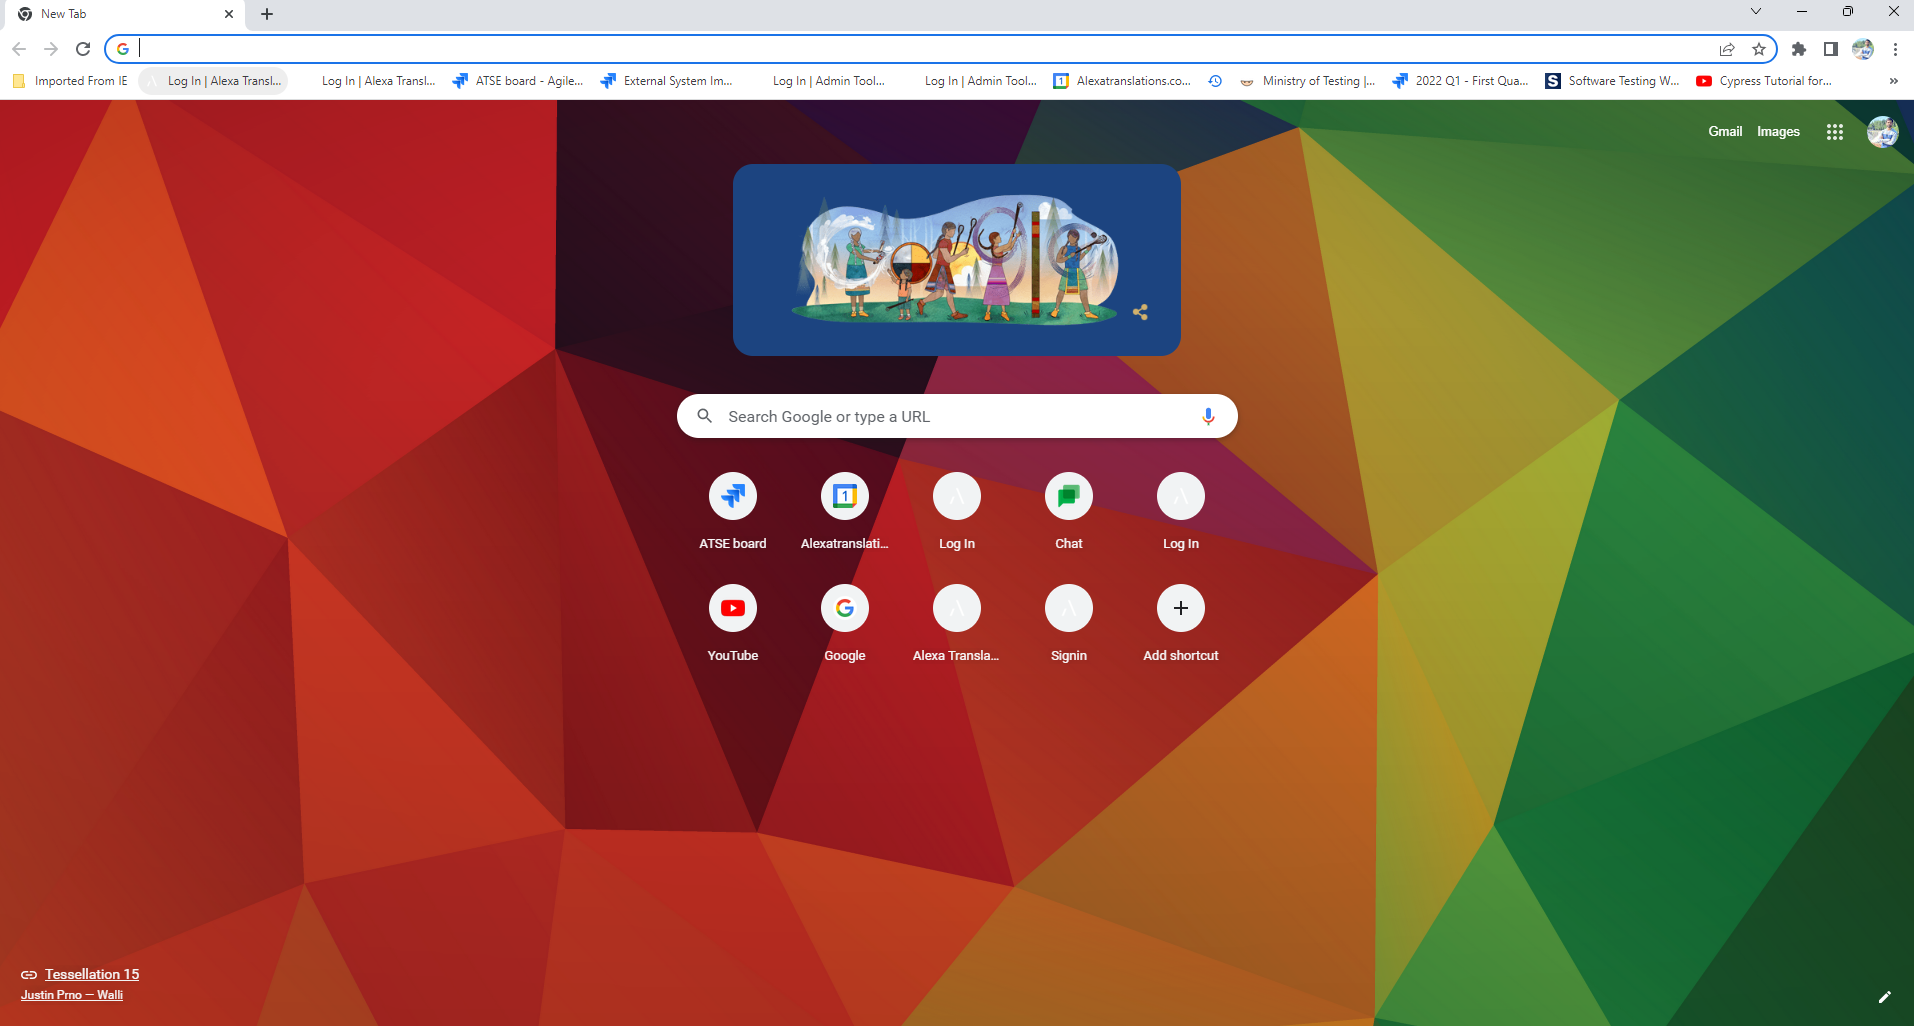 New Tab
Imported From IE
Log In | Alexa Transl...
Log In | Alexa Transl...
ATSE board - Agile...
External System Im...
Log In | Admin Tool...
Log In | Admin Tool...
Alexatranslations.co...
Ministry of Testing |...
2022 Q1 - First Qua...
Software Testing W...
Cypress Tutorial for...
Gmail Images
Google
Search Google or type a URL
ATSE board
Alexatranslati...
Log In
Chat
Log In
YouTube
Google
Alexa Transla...
Signin
Add shortcut
Tessellation 15
Justin Prno — Walli